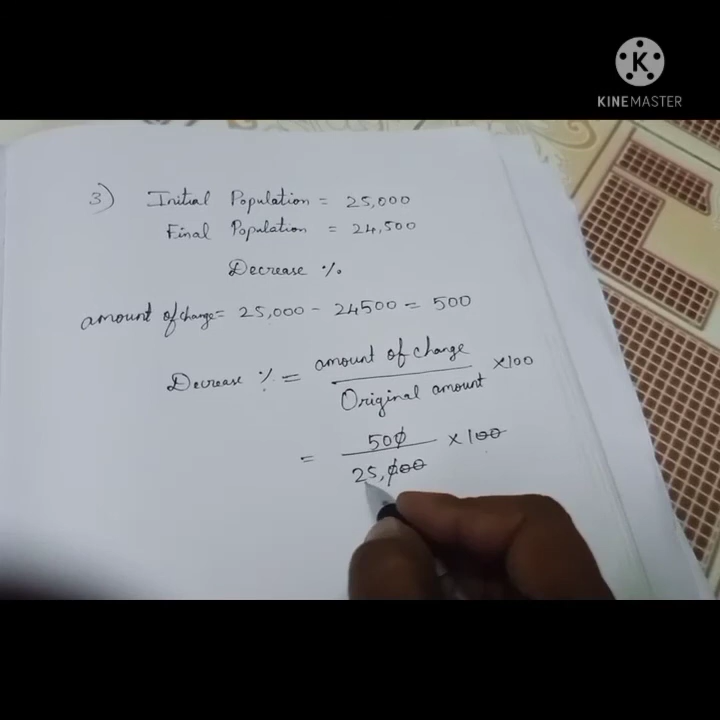 KINEMASTER
3) Initial Population = 25,000
Final Population = 24,500
Decrease %
amount of change = 25,000 - 24500 = 500
Decrease % = amount of change / Original amount ×100
= 500 / 25,000 × 100